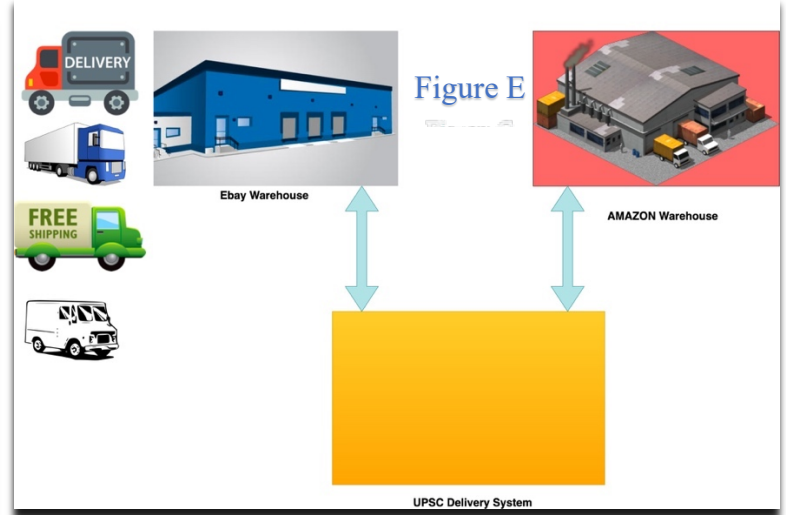 DELIVERY
Figure E
Ebay Warehouse
FREE
SHIPPING
AMAZON Warehouse
UPSC Delivery System